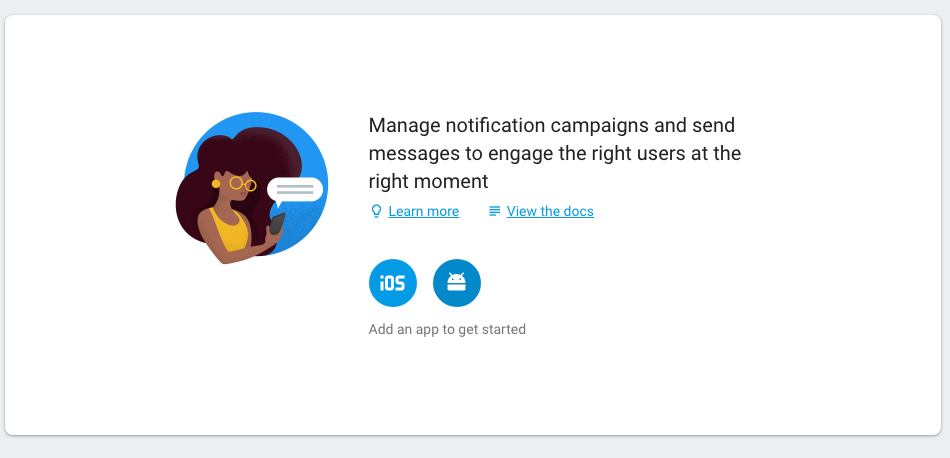 Manage notification campaigns and send
messages to engage the right users at the
right moment
Learn more View the docs
iOS
Add an app to get started